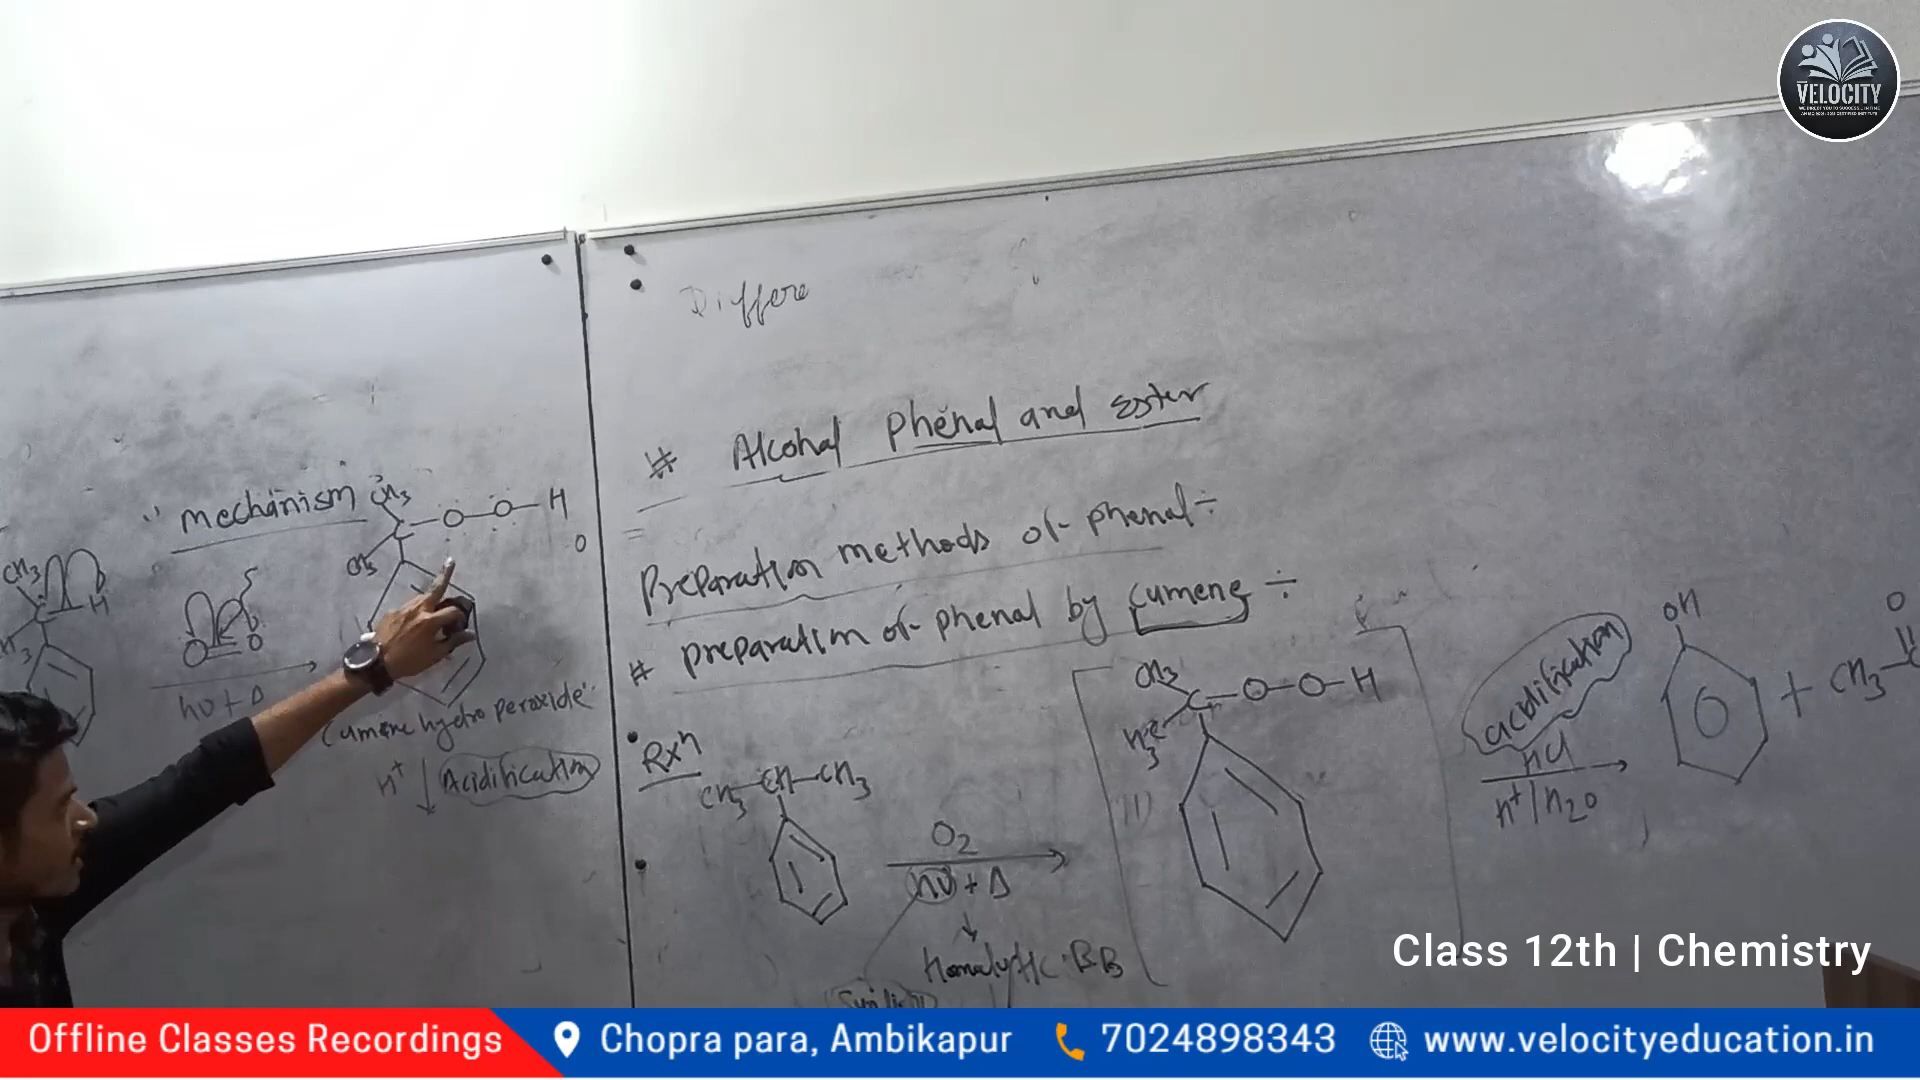 VELOCITY
Differe
# Alcohal phenal and Ester
Preparation methods of phenal ÷
# preparation of phenal by Cumene ÷
" mechanism
CH3
C-O-O-H
CH3
CH3
H
O=O
hν+Δ
Cumene hydro peroxide"
H+ ↓ Acidification
Rxn
CH3-CH-CH3
O2
hν+Δ
Homolytic·BB
CH3
C-O-O-H
H3C
acidification
HCl
H+/H2O
OH
+ CH3-C
O
Class 12th | Chemistry
Offline Classes Recordings
Chopra para, Ambikapur
7024898343
www.velocityeducation.in